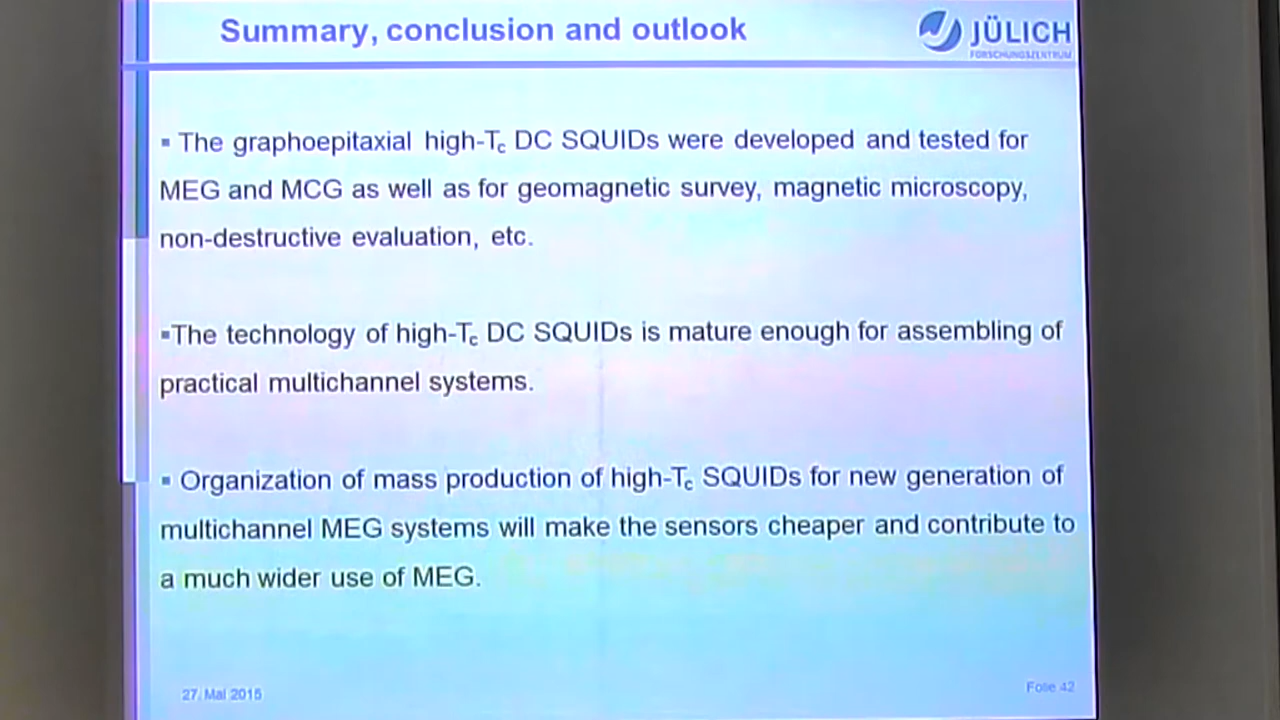 Summary, conclusion and outlook
JÜLICH
FORSCHUNGSZENTRUM
▪ The graphoepitaxial high-Tc DC SQUIDs were developed and tested for
MEG and MCG as well as for geomagnetic survey, magnetic microscopy,
non-destructive evaluation, etc.
▪The technology of high-Tc DC SQUIDs is mature enough for assembling of
practical multichannel systems.
▪ Organization of mass production of high-Tc SQUIDs for new generation of
multichannel MEG systems will make the sensors cheaper and contribute to
a much wider use of MEG.
27. Mai 2015
Folie 42